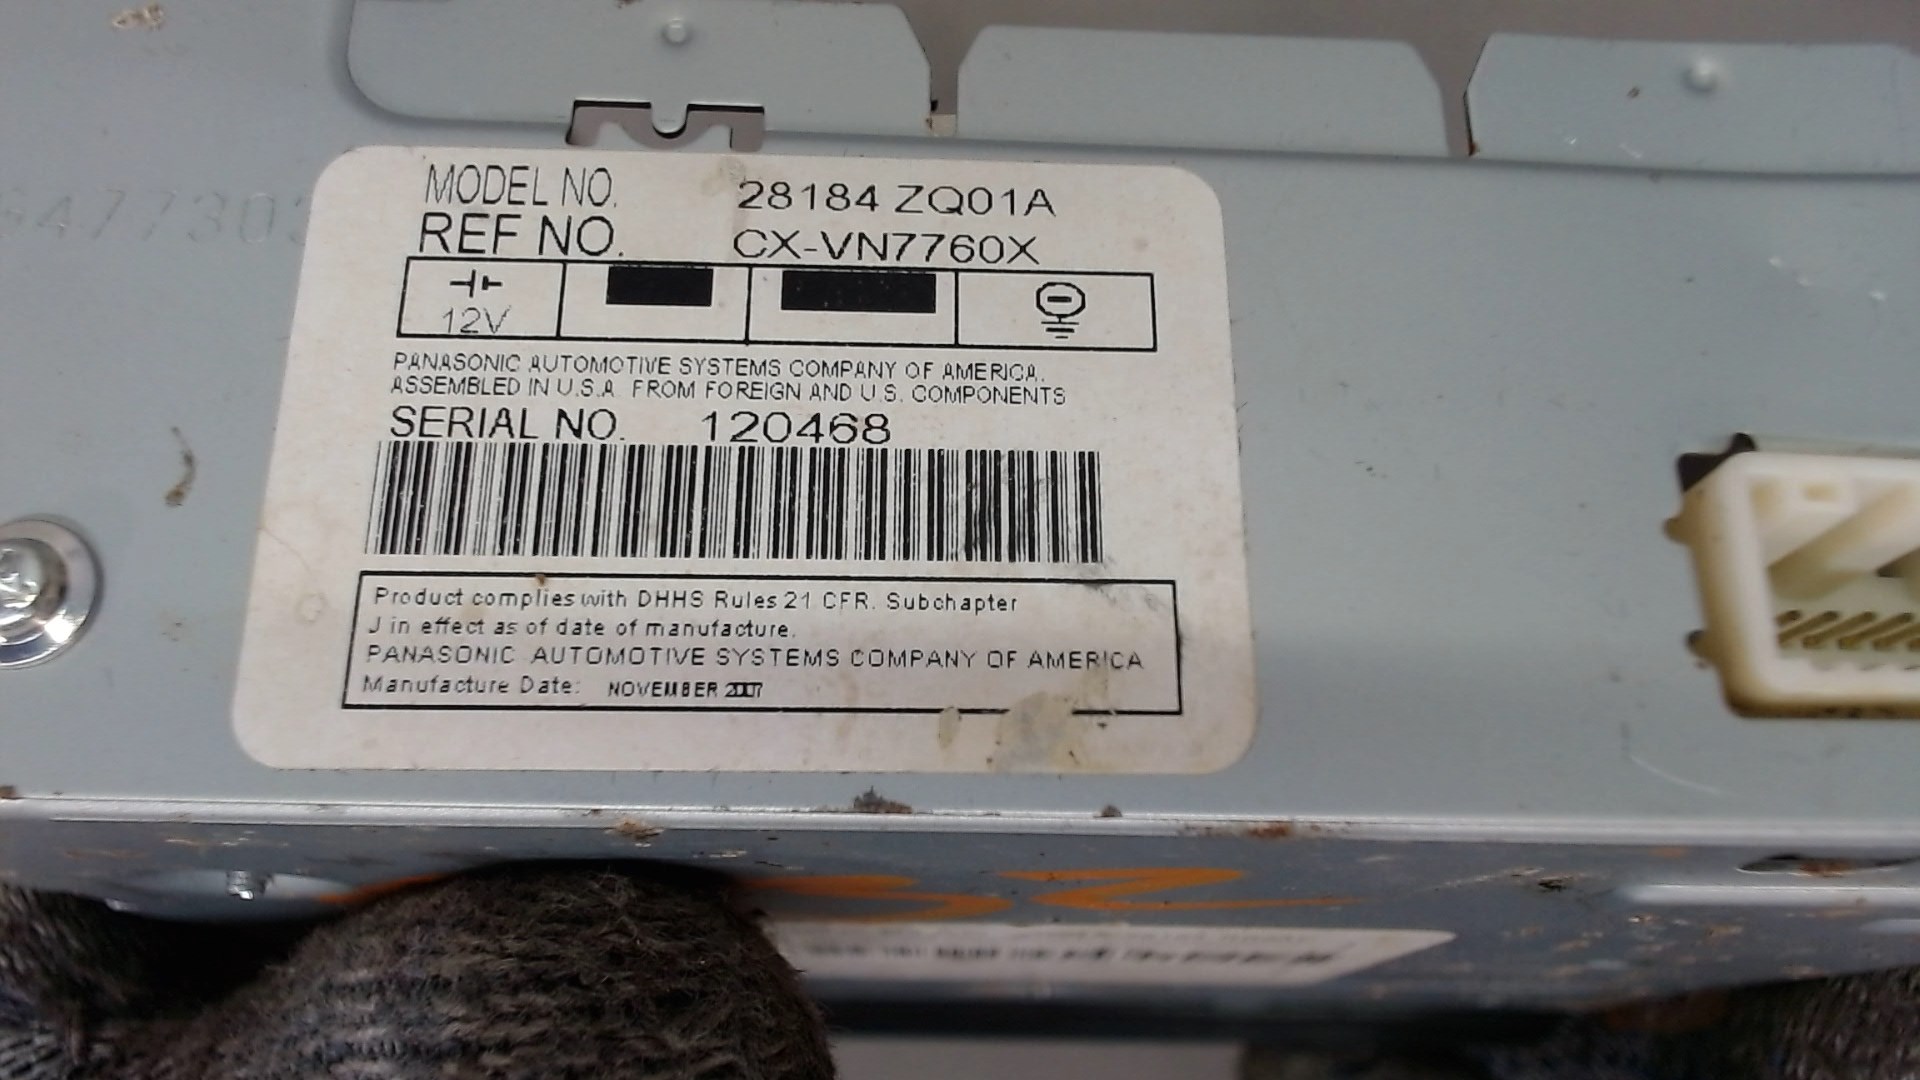 MODEL NO. 28184 ZQ01A
REF NO. CX-VN7760X
12V
PANASONIC AUTOMOTIVE SYSTEMS COMPANY OF AMERICA.
ASSEMBLED IN U.S.A FROM FOREIGN AND U.S. COMPONENTS
SERIAL NO. 120468
Product complies with DHHS Rules 21 CFR. Subchapter
J in effect as of date of manufacture.
PANASONIC AUTOMOTIVE SYSTEMS COMPANY OF AMERICA
Manufacture Date: NOVEMBER 2007
32